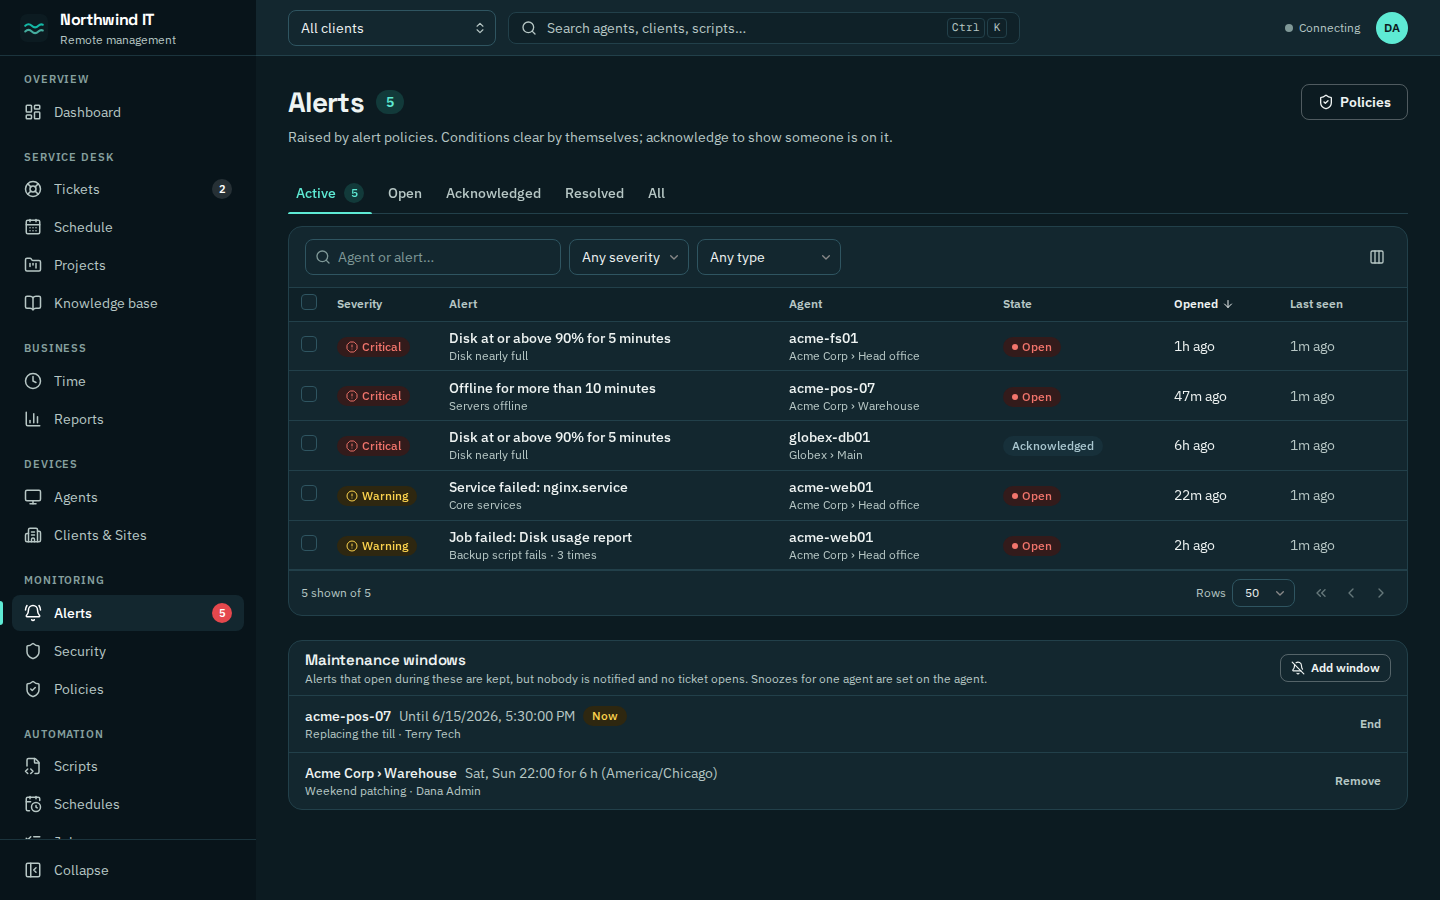 Northwind IT
Remote management
All clients
Search agents, clients, scripts...
Ctrl K
Connecting
DA
OVERVIEW
Dashboard
SERVICE DESK
Tickets 2
Schedule
Projects
Knowledge base
BUSINESS
Time
Reports
DEVICES
Agents
Clients & Sites
MONITORING
Alerts 5
Security
Policies
AUTOMATION
Scripts
Schedules
Collapse
Alerts 5
Policies
Raised by alert policies. Conditions clear by themselves; acknowledge to show someone is on it.
Active 5 Open Acknowledged Resolved All
Agent or alert... Any severity Any type
Severity Alert Agent State Opened Last seen
Critical Disk at or above 90% for 5 minutes acme-fs01 Open 1h ago 1m ago
Disk nearly full Acme Corp › Head office
Critical Offline for more than 10 minutes acme-pos-07 Open 47m ago 1m ago
Servers offline Acme Corp › Warehouse
Critical Disk at or above 90% for 5 minutes globex-db01 Acknowledged 6h ago 1m ago
Disk nearly full Globex › Main
Warning Service failed: nginx.service acme-web01 Open 22m ago 1m ago
Core services Acme Corp › Head office
Warning Job failed: Disk usage report acme-web01 Open 2h ago 1m ago
Backup script fails · 3 times Acme Corp › Head office
5 shown of 5 Rows 50
Maintenance windows
Alerts that open during these are kept, but nobody is notified and no ticket opens. Snoozes for one agent are set on the agent.
Add window
acme-pos-07 Until 6/15/2026, 5:30:00 PM Now
Replacing the till · Terry Tech
End
Acme Corp › Warehouse Sat, Sun 22:00 for 6 h (America/Chicago)
Weekend patching · Dana Admin
Remove